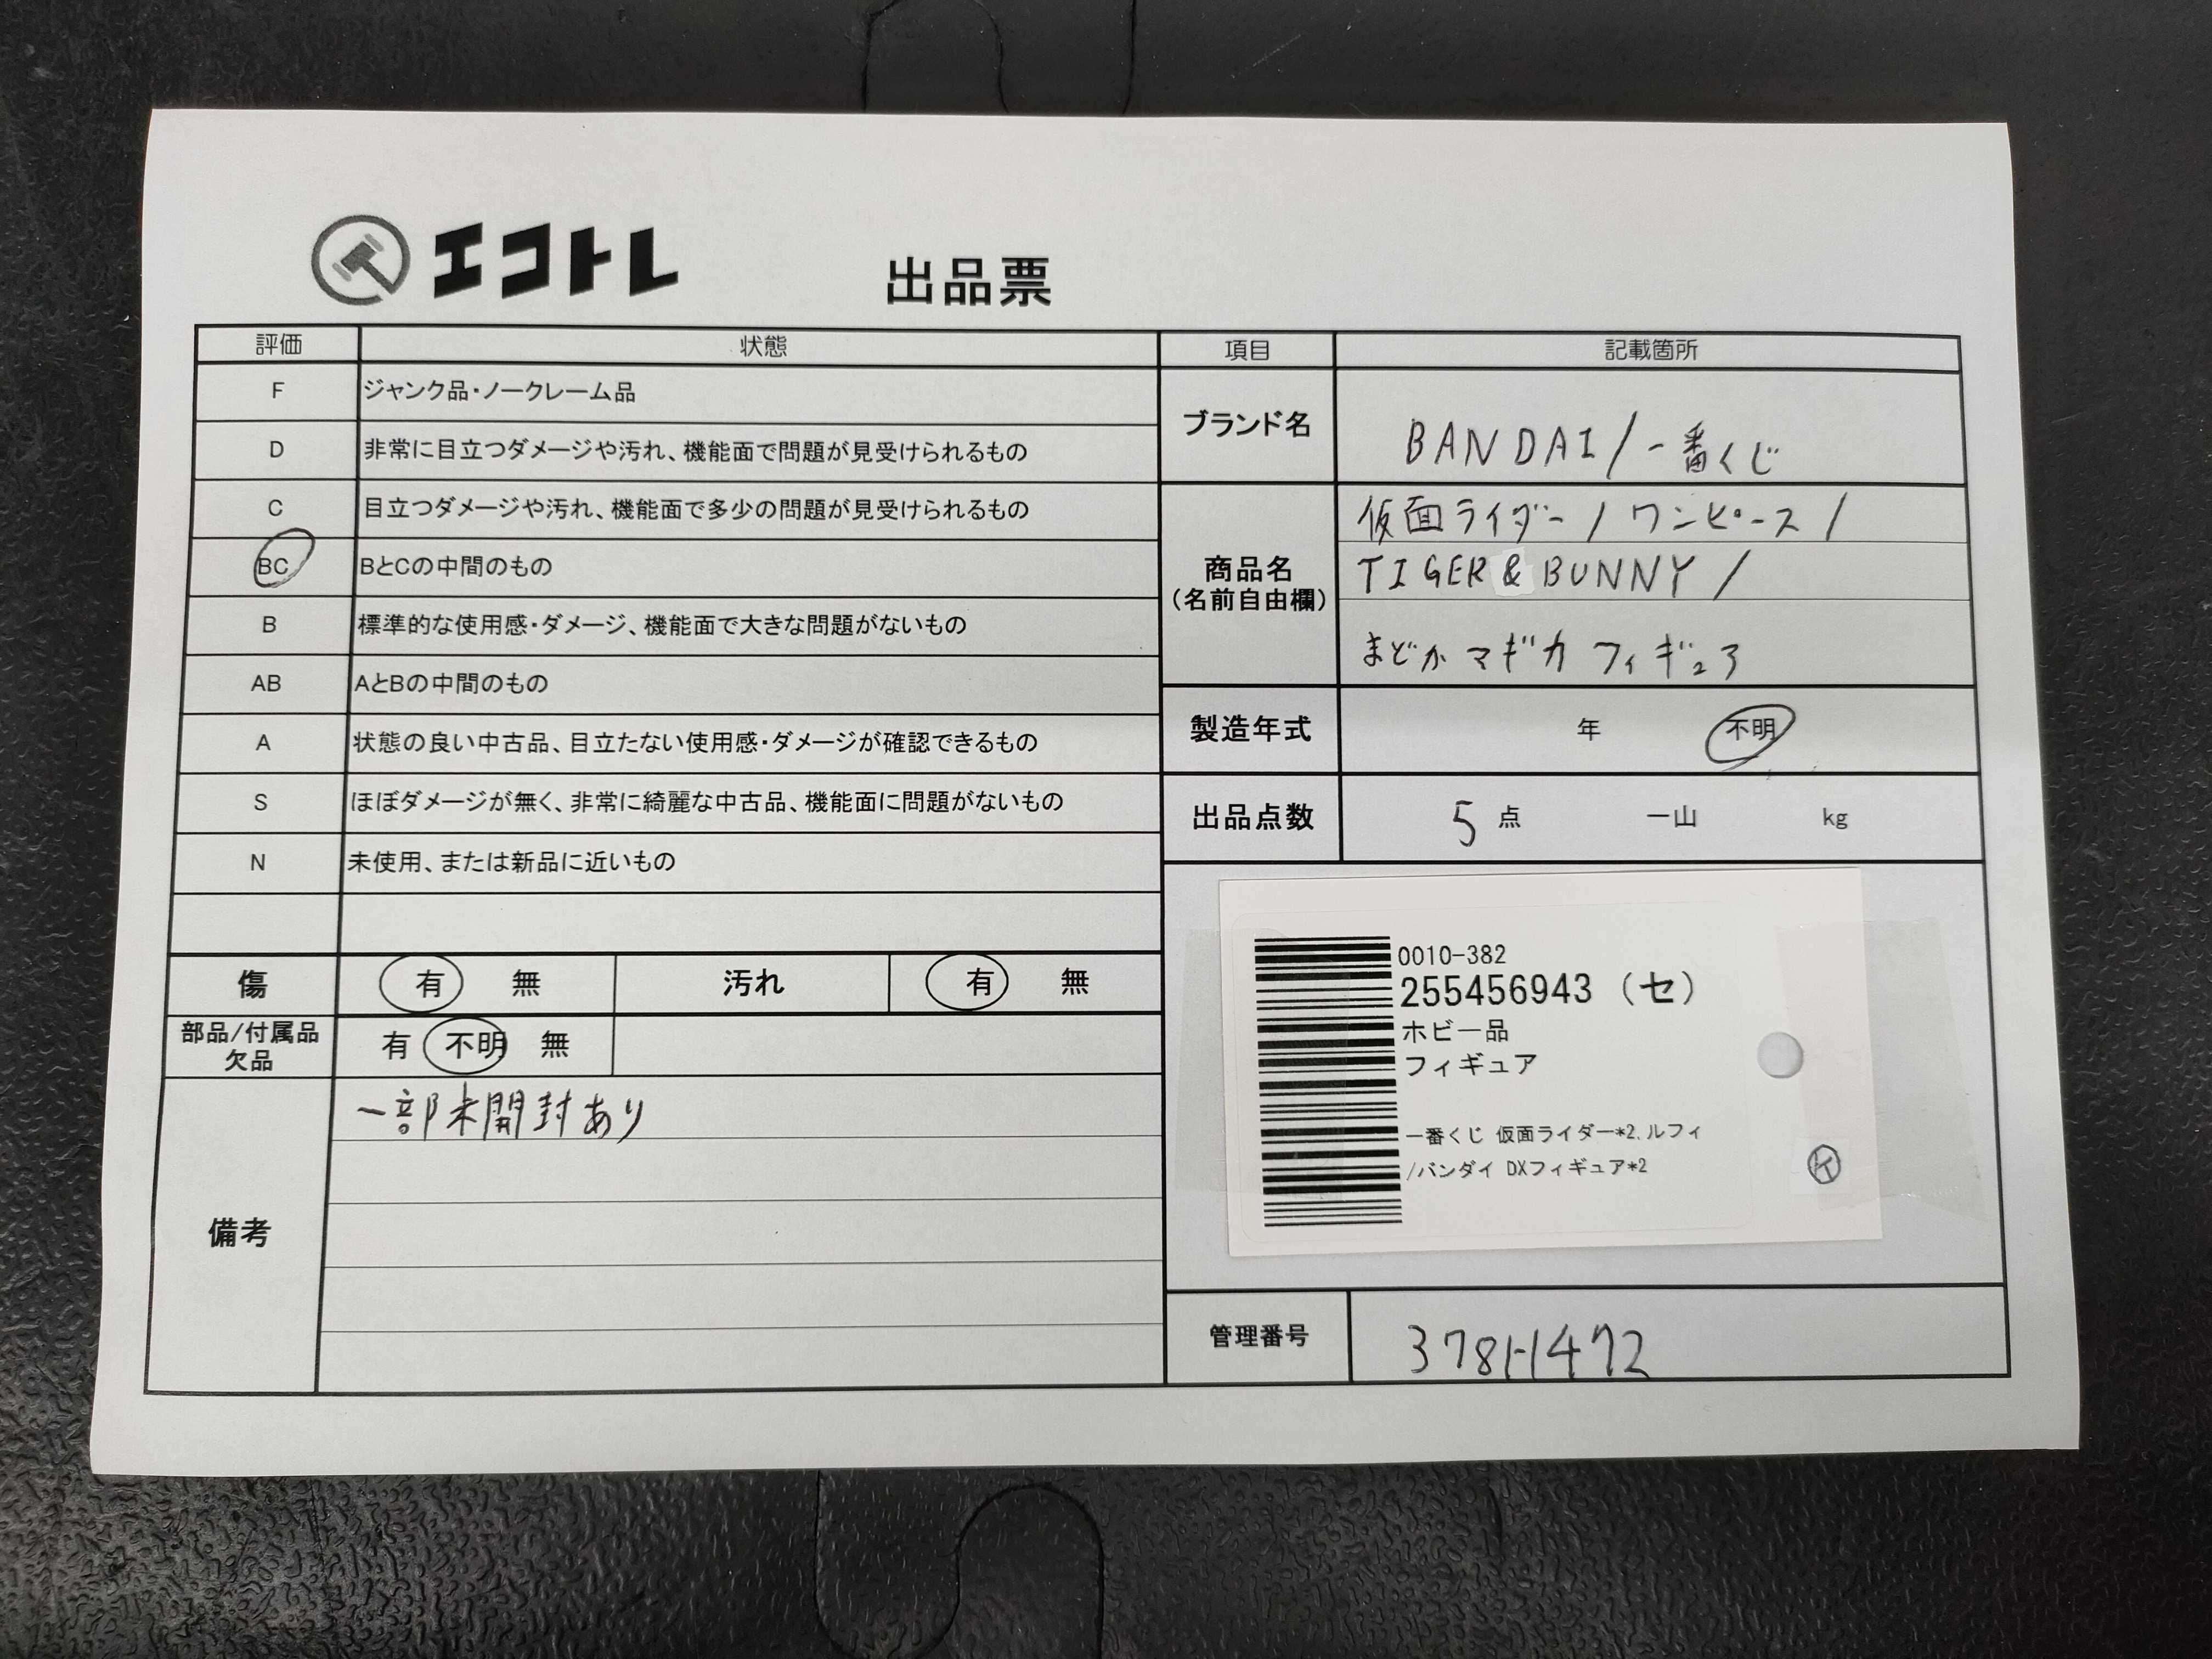 エコトレ
出品票
評価 状態
F ジャンク品・ノークレーム品
D 非常に目立つダメージや汚れ、機能面で問題が見受けられるもの
C 目立つダメージや汚れ、機能面で多少の問題が見受けられるもの
BC BとCの中間のもの
B 標準的な使用感・ダメージ、機能面で大きな問題がないもの
AB AとBの中間のもの
A 状態の良い中古品、目立たない使用感・ダメージが確認できるもの
S ほぼダメージが無く、非常に綺麗な中古品、機能面に問題がないもの
N 未使用、または新品に近いもの
傷 有 無 汚れ 有 無
部品/付属品
欠品
有 不明 無
備考
一部未開封あり
項目 記載箇所
ブランド名 BANDAI/一番くじ
商品名
(名前自由欄)
仮面ライダー/ワンピース/
TIGER&BUNNY/
まどかマギカ フィギュア
製造年式 年 不明
出品点数 5 点 一山 kg
0010-382
255456943 (セ)
ホビー品
フィギュア
一番くじ 仮面ライダー*2、ルフィ
/バンダイ DXフィギュア*2
イ
管理番号 378H472